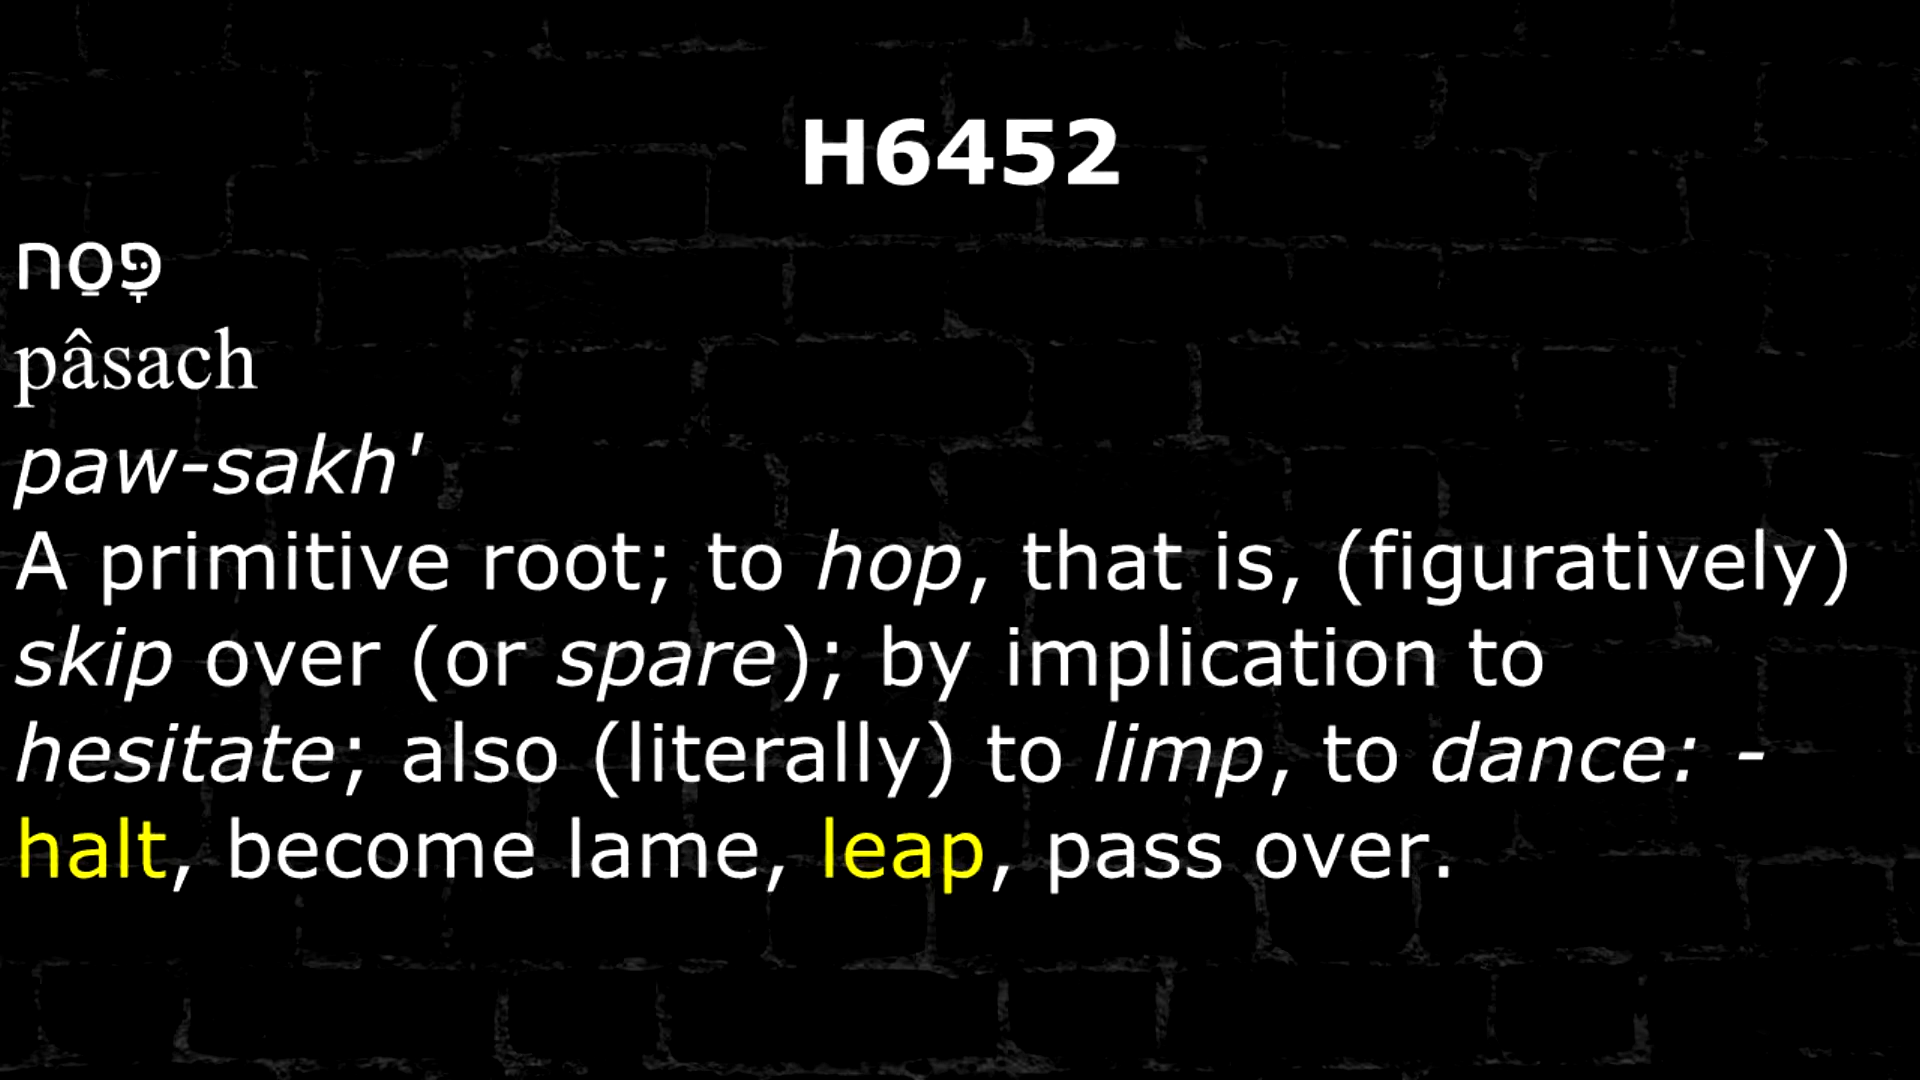 H6452
פָּסַח
pâsach
paw-sakh'
A primitive root; to hop, that is, (figuratively)
skip over (or spare); by implication to
hesitate; also (literally) to limp, to dance: -
halt, become lame, leap, pass over.